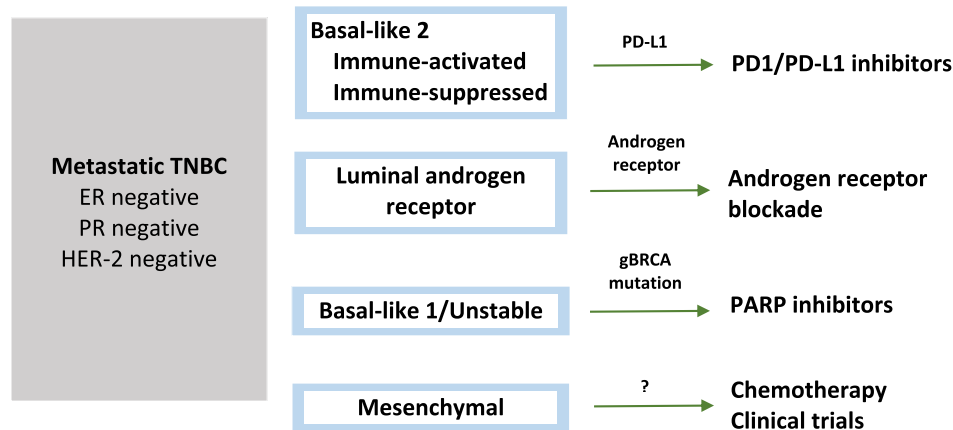 Metastatic TNBC
ER negative
PR negative
HER-2 negative
Basal-like 2
Immune-activated
Immune-suppressed
PD-L1
PD1/PD-L1 inhibitors
Luminal androgen
receptor
Androgen
receptor
Androgen receptor
blockade
Basal-like 1/Unstable
gBRCA
mutation
PARP inhibitors
Mesenchymal
?
Chemotherapy
Clinical trials